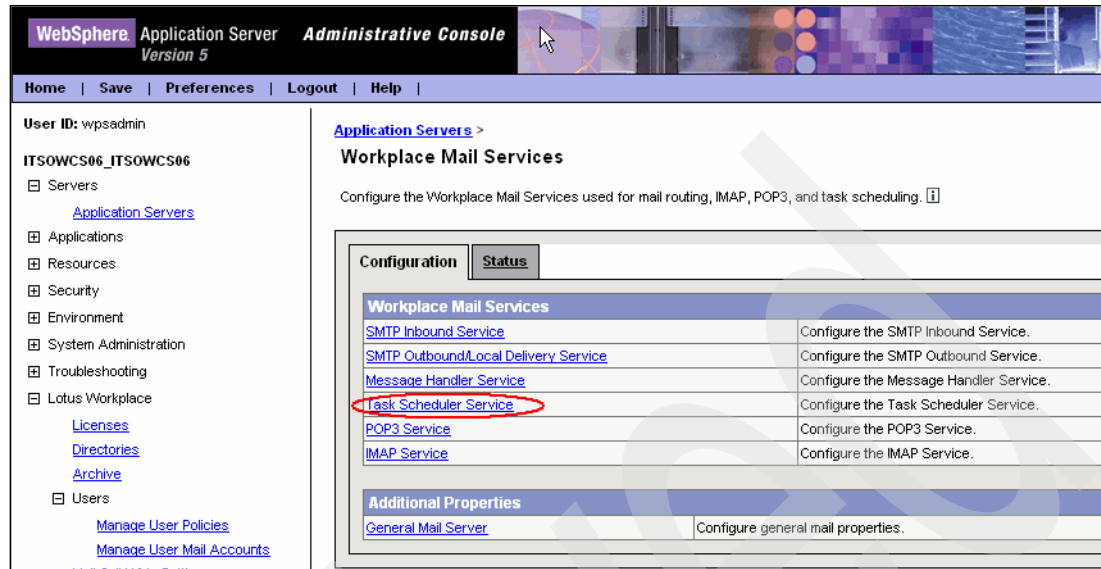 WebSphere. Application Server Administrative Console
Version 5
Home | Save | Preferences | Logout | Help |
User ID: wpsadmin
ITSOWCS06_ITSOWCS06
Servers
Application Servers
Applications
Resources
Security
Environment
System Administration
Troubleshooting
Lotus Workplace
Licenses
Directories
Archive
Users
Manage User Policies
Manage User Mail Accounts
Application Servers >
Workplace Mail Services
Configure the Workplace Mail Services used for mail routing, IMAP, POP3, and task scheduling. i
Configuration Status
Workplace Mail Services
SMTP Inbound Service Configure the SMTP Inbound Service.
SMTP Outbound/Local Delivery Service Configure the SMTP Outbound Service.
Message Handler Service Configure the Message Handler Service.
Task Scheduler Service Configure the Task Scheduler Service.
POP3 Service Configure the POP3 Service.
IMAP Service Configure the IMAP Service.
Additional Properties
General Mail Server Configure general mail properties.